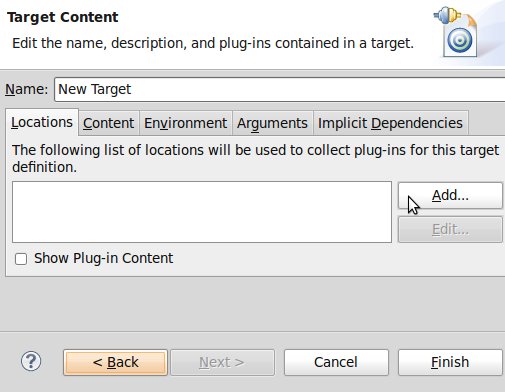 Target Content
Edit the name, description, and plug-ins contained in a target.
Name: New Target
Locations Content Environment Arguments Implicit Dependencies
The following list of locations will be used to collect plug-ins for this target
definition.
Add...
Edit...
Show Plug-in Content
? < Back Next > Cancel Finish